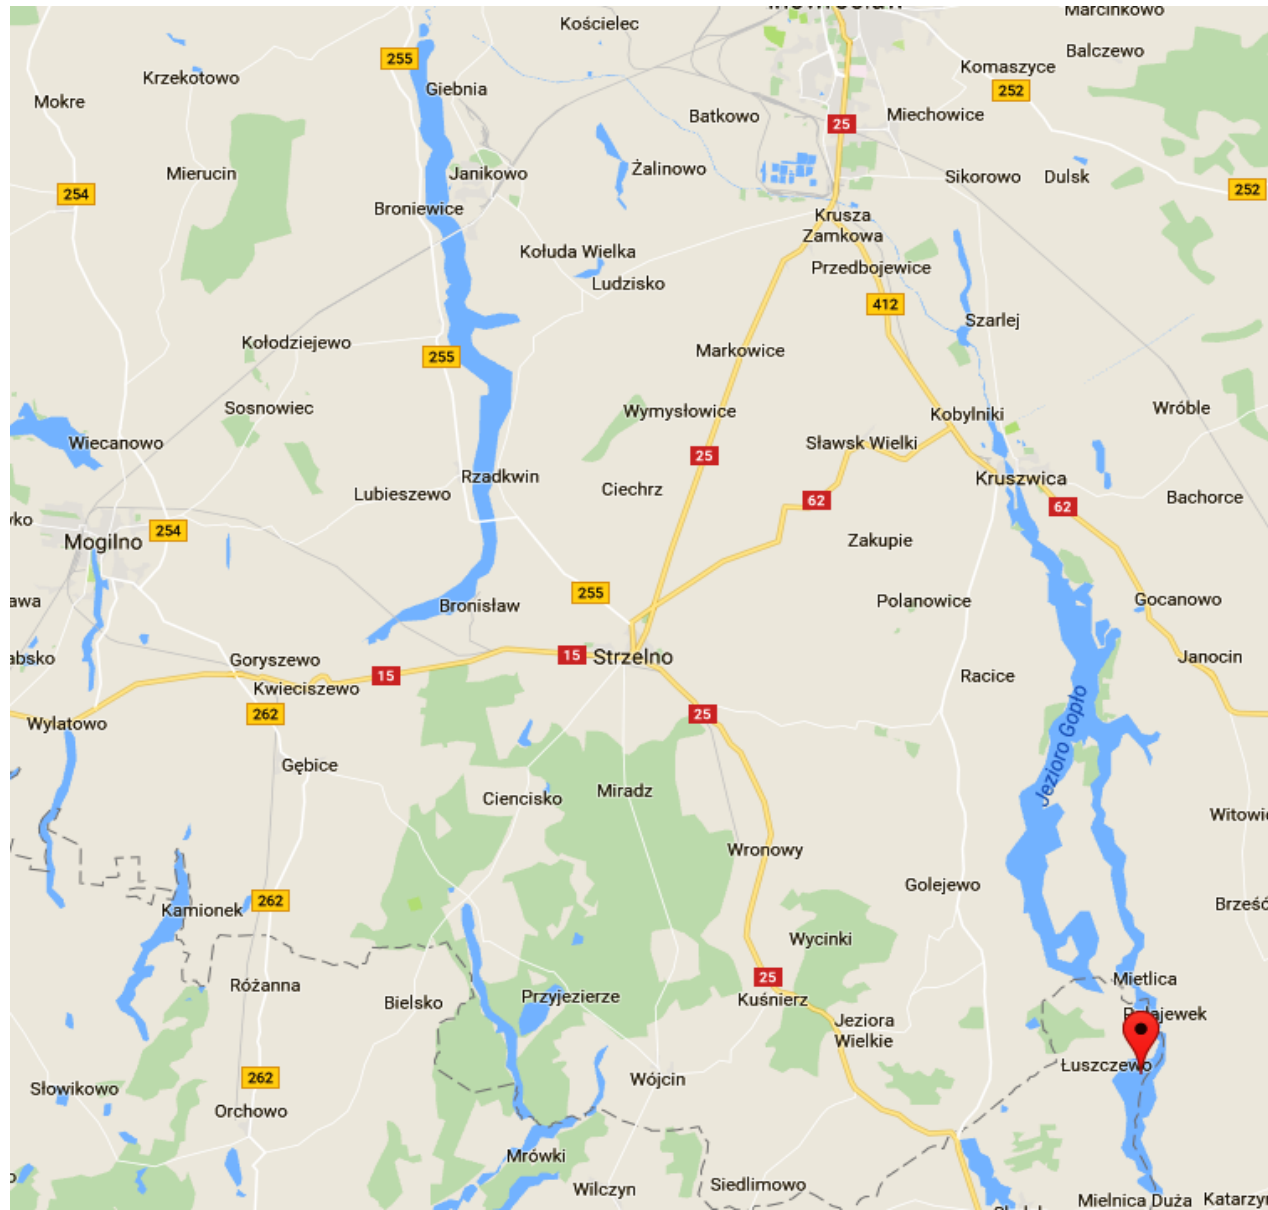 Kościelec
Marcinkowo
Balczewo
255
Krzekotowo
Komaszyce
Giebnia
252
Mokre
Batkowo
Miechowice
25
Żalinowo
Mierucin
Janikowo
Sikorowo
Dulsk
254
252
Broniewice
Krusza
Zamkowa
Kołuda Wielka
Ludzisko
Przedbojewice
412
Szarlej
Kołodziejewo
255
Markowice
Sosnowiec
Wymysłowice
Kobylniki
Wróble
Wiecanowo
Sławsk Wielki
25
Rzadkwin
Kruszwica
Lubieszewo
Ciechrz
62
Bachorce
62
254
Mogilno
Zakupie
255
Bronisław
Polanowice
Gocanowo
15
Strzelno
Janocin
Goryszewo
15
Kwieciszewo
Racice
262
25
Wylatowo
Jezioro Gopło
Gębice
Miradz
Ciencisko
Wronowy
Golejewo
262
Kamionek
Wycinki
25
Mietlica
Różanna
Bielsko
Przyjezierze
Kuśnierz
Jeziora
Wielkie
Łuszczewo
262
Wójcin
Słowikowo
Orchowo
Mrówki
Wilczyn
Siedlimowo
Mielnica Duża